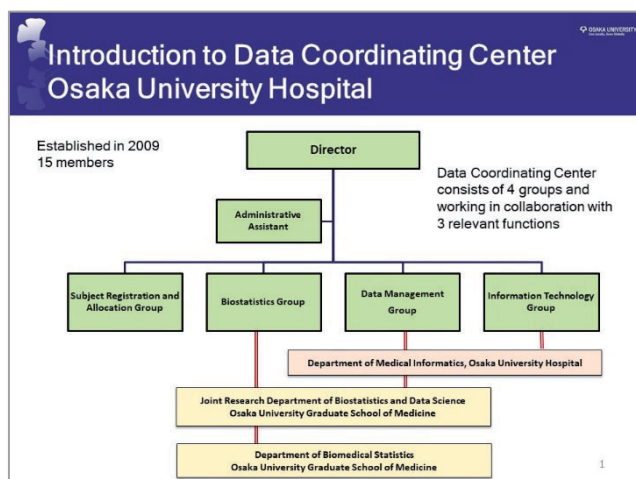 OSAKA UNIVERSITY
Introduction to Data Coordinating Center
Osaka University Hospital
Established in 2009
15 members
Director
Data Coordinating Center
consists of 4 groups and
working in collaboration with
3 relevant functions
Administrative
Assistant
Subject Registration and
Allocation Group
Biostatistics Group
Data Management
Group
Information Technology
Group
Department of Medical Informatics, Osaka University Hospital
Joint Research Department of Biostatistics and Data Science
Osaka University Graduate School of Medicine
Department of Biomedical Statistics
Osaka University Graduate School of Medicine
1